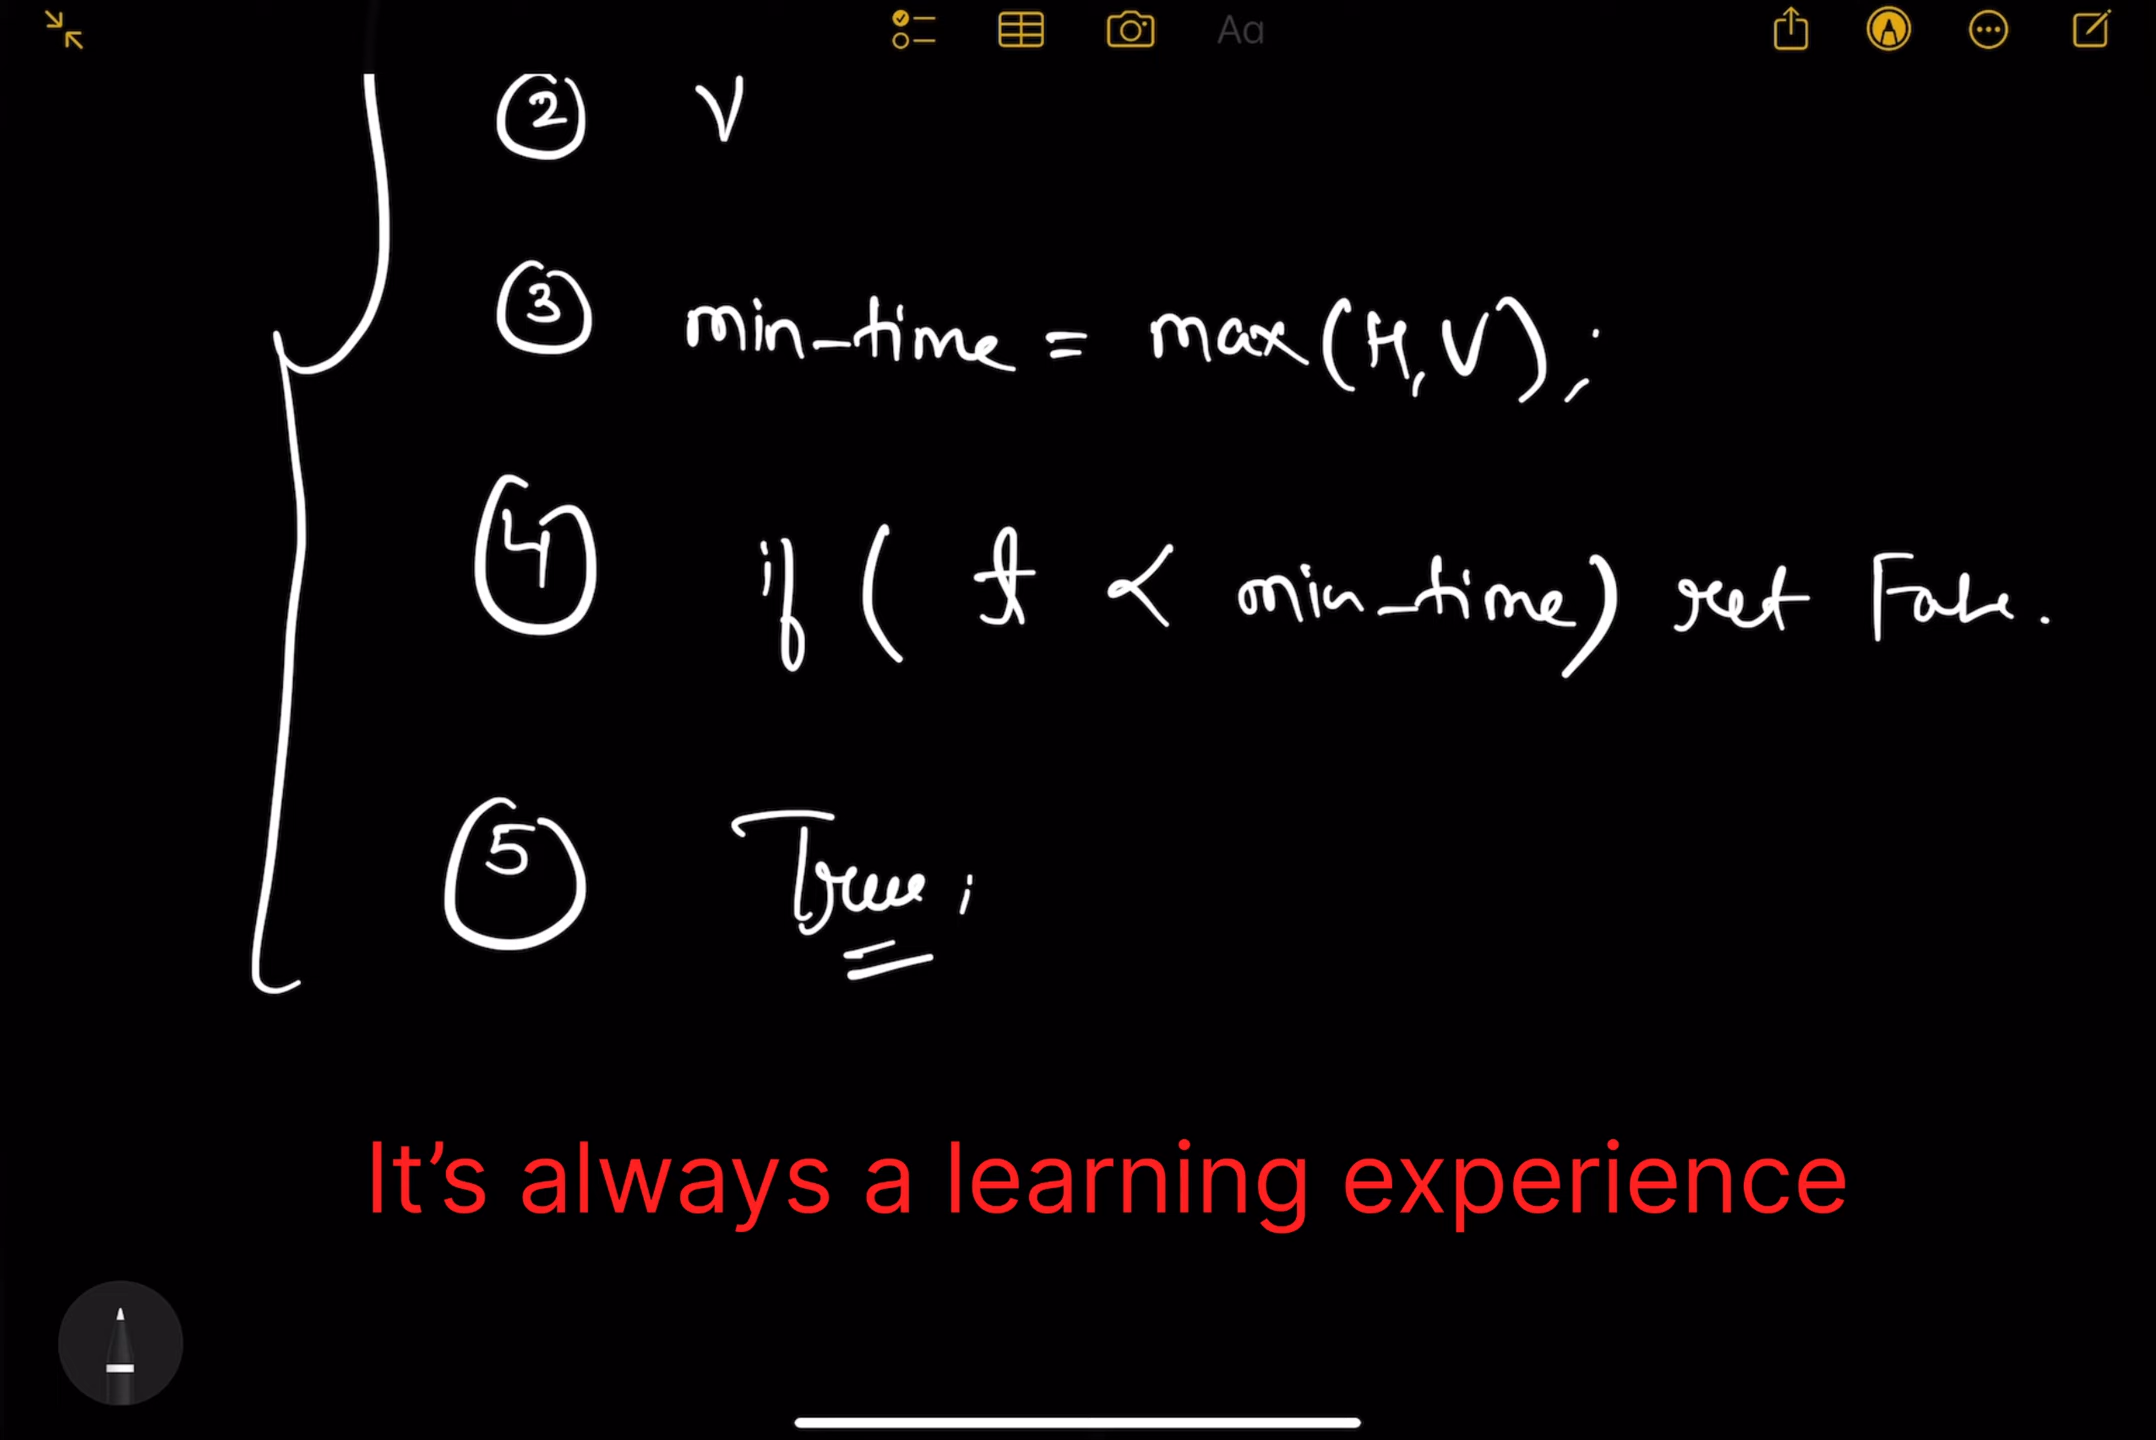 Aa
2 V
3 min_time = max(H,V);
4 if ( t < min_time) ret False.
5 True;
It's always a learning experience